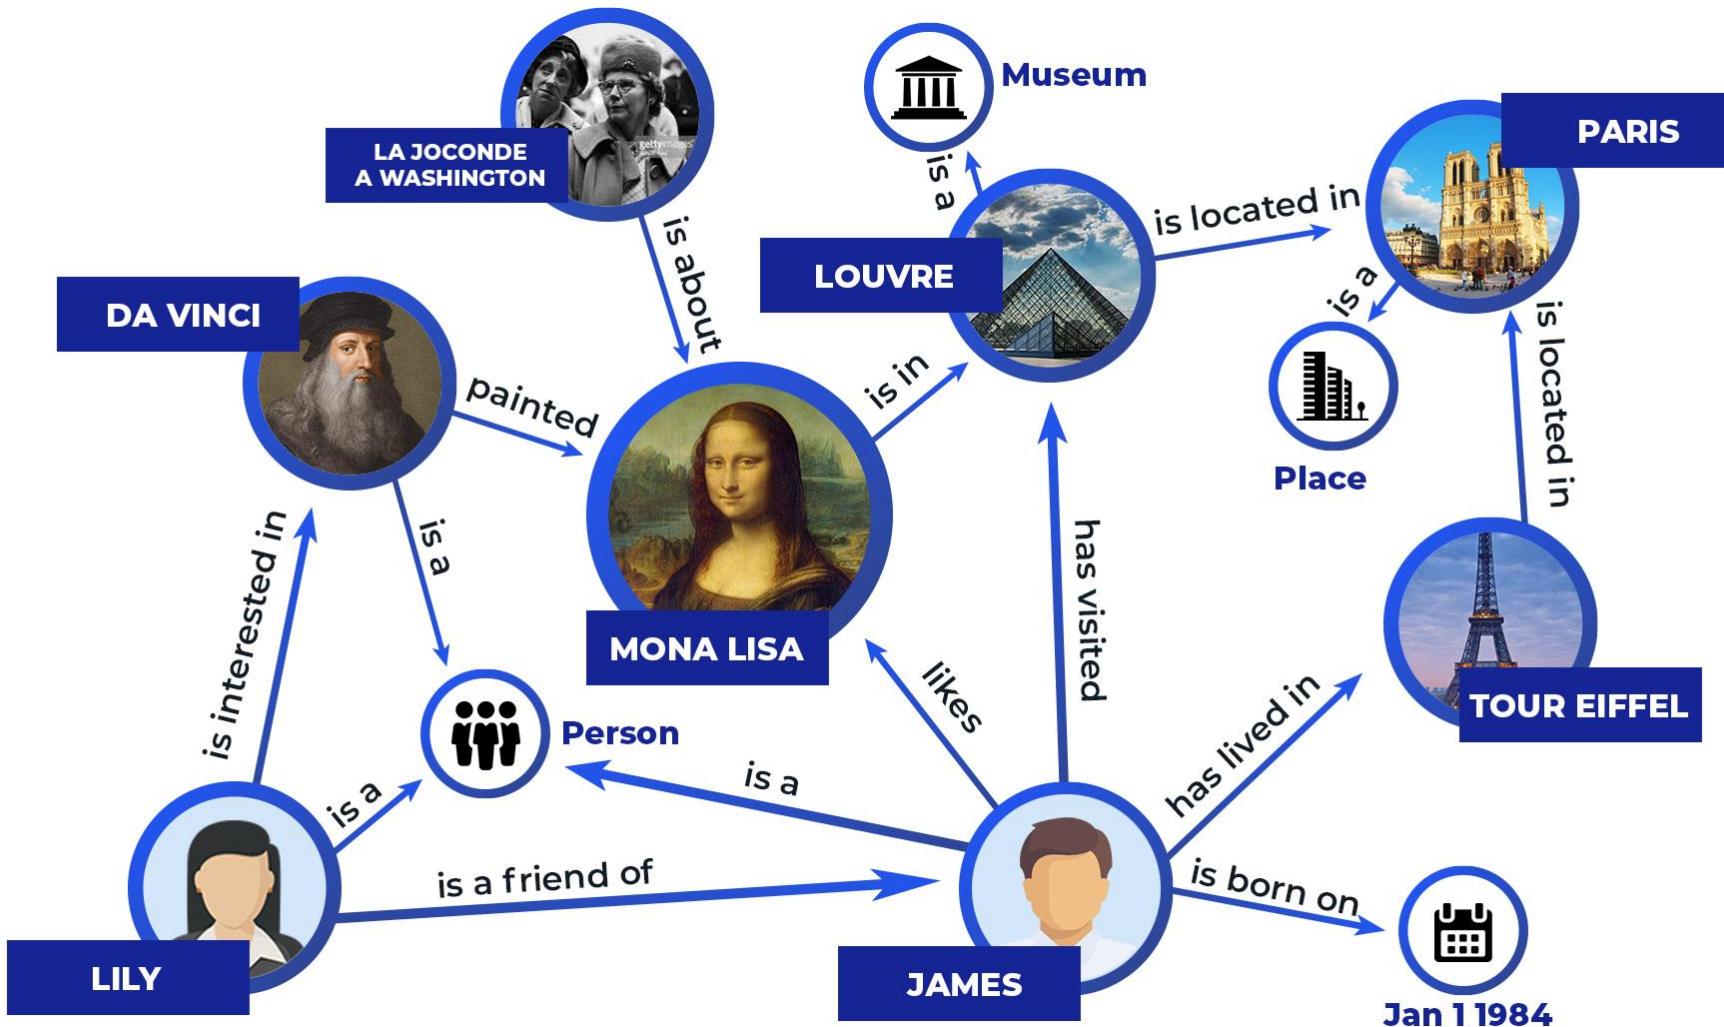 LA JOCONDE
A WASHINGTON
gettyimages
Museum
PARIS
is a
is located in
is about
LOUVRE
DA VINCI
is a
is located in
painted
is in
Place
is a
is interested in
has visited
MONA LISA
likes
TOUR EIFFEL
Person
is a
has lived in
is a
is a friend of
is born on
LILY
JAMES
Jan 1 1984